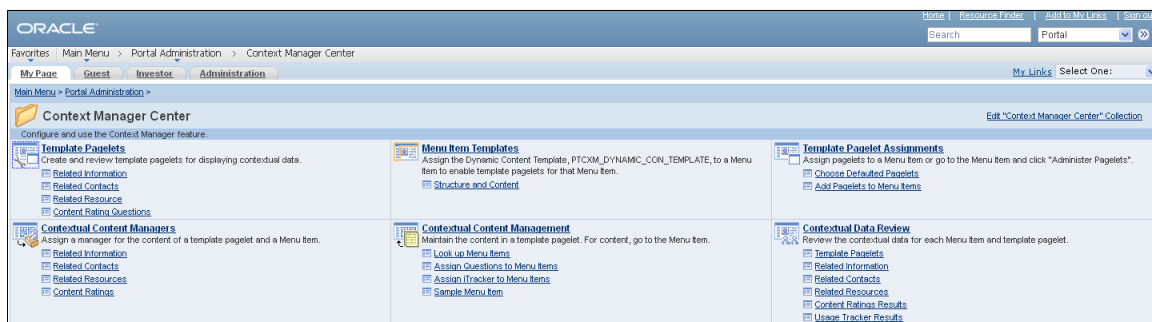 Home | Resource Finder | Add to My Links | Sign ou
ORACLE
Search Portal
Favorites Main Menu > Portal Administration > Context Manager Center
My Page Guest Investor Administration My Links Select One:
Main Menu > Portal Administration >
Context Manager Center Edit "Context Manager Center" Collection
Configure and use the Context Manager feature.
Template Pagelets
Create and review template pagelets for displaying contextual data.
Related Information
Related Contacts
Related Resource
Content Rating Questions
Menu Item Templates
Assign the Dynamic Content Template, PTCXM_DYNAMIC_CON_TEMPLATE, to a Menu
Item to enable template pagelets for that Menu Item.
Structure and Content
Template Pagelet Assignments
Assign pagelets to a Menu Item or go to the Menu Item and click "Administer Pagelets".
Choose Defaulted Pagelets
Add Pagelets to Menu Items
Contextual Content Managers
Assign a manager for the content of a template pagelet and a Menu Item.
Related Information
Related Contacts
Related Resources
Content Ratings
Contextual Content Management
Maintain the content in a template pagelet. For content, go to the Menu Item.
Look up Menu Items
Assign Questions to Menu Items
Assign iTracker to Menu Items
Sample Menu Item
Contextual Data Review
Review the contextual data for each Menu Item and template pagelet.
Template Pagelets
Related Information
Related Contacts
Related Resources
Content Ratings Results
Usage Tracker Results